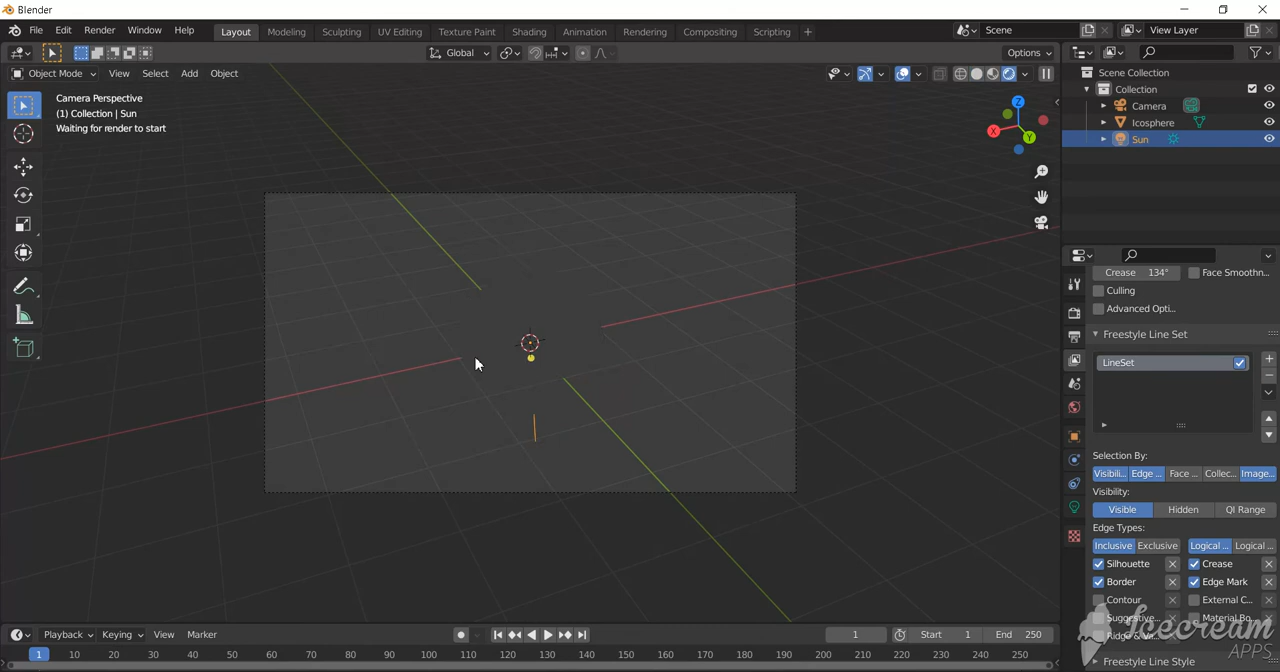 Blender
File Edit Render Window Help Layout Modeling Sculpting UV Editing Texture Paint Shading Animation Rendering Compositing Scripting + Scene View Layer
Global Options
Object Mode View Select Add Object
Camera Perspective
(1) Collection | Sun
Waiting for render to start
Z
X
Y
Scene Collection
Collection
Camera
Icosphere
Sun
Crease 134° Face Smoothn...
Culling
Advanced Opti...
Freestyle Line Set
LineSet
Selection By:
Visibili... Edge ... Face ... Collec... Image...
Visibility:
Visible Hidden QI Range
Edge Types:
Inclusive Exclusive Logical ... Logical ...
Silhouette Crease
Border Edge Mark
Contour External C...
Suggestive... Material Bo...
Ridge & Va...
Freestyle Line Style
Icecream
APPS
Playback Keying View Marker 1 Start 1 End 250
1 10 20 30 40 50 60 70 80 90 100 110 120 130 140 150 160 170 180 190 200 210 220 230 240 250